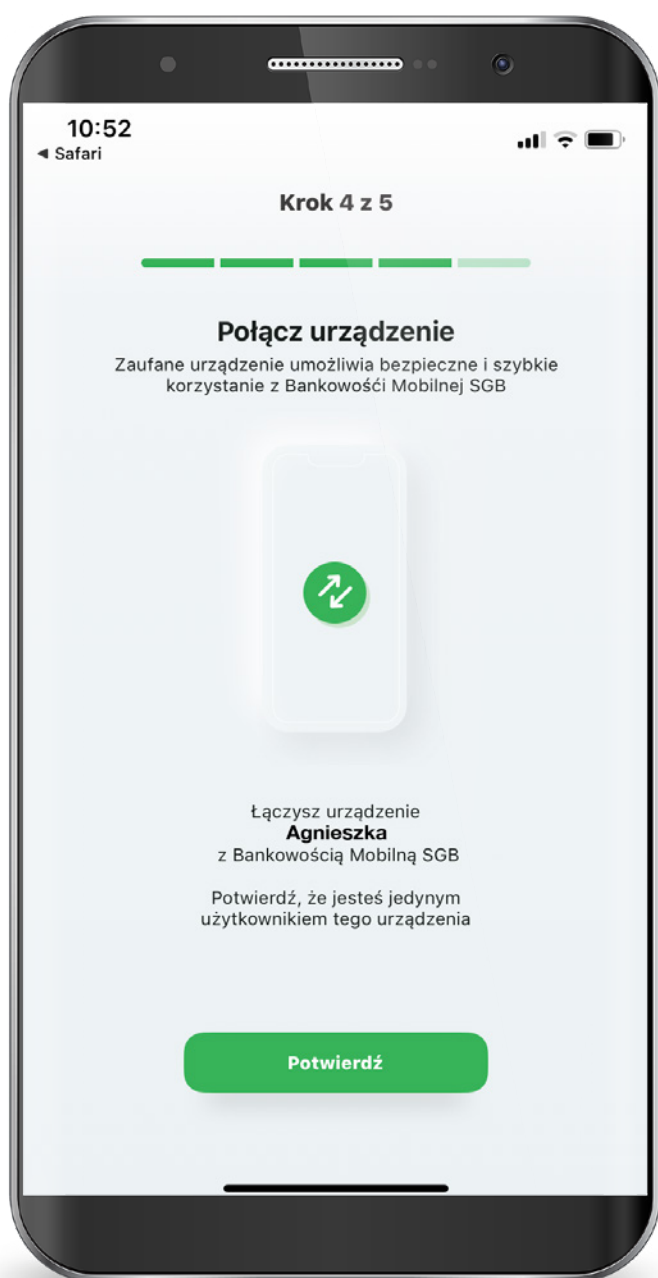 10:52
◀ Safari
Krok 4 z 5
Połącz urządzenie
Zaufane urządzenie umożliwia bezpieczne i szybkie
korzystanie z Bankowośći Mobilnej SGB
Łączysz urządzenie
Agnieszka
z Bankowością Mobilną SGB
Potwierdź, że jesteś jedynym
użytkownikiem tego urządzenia
Potwierdź